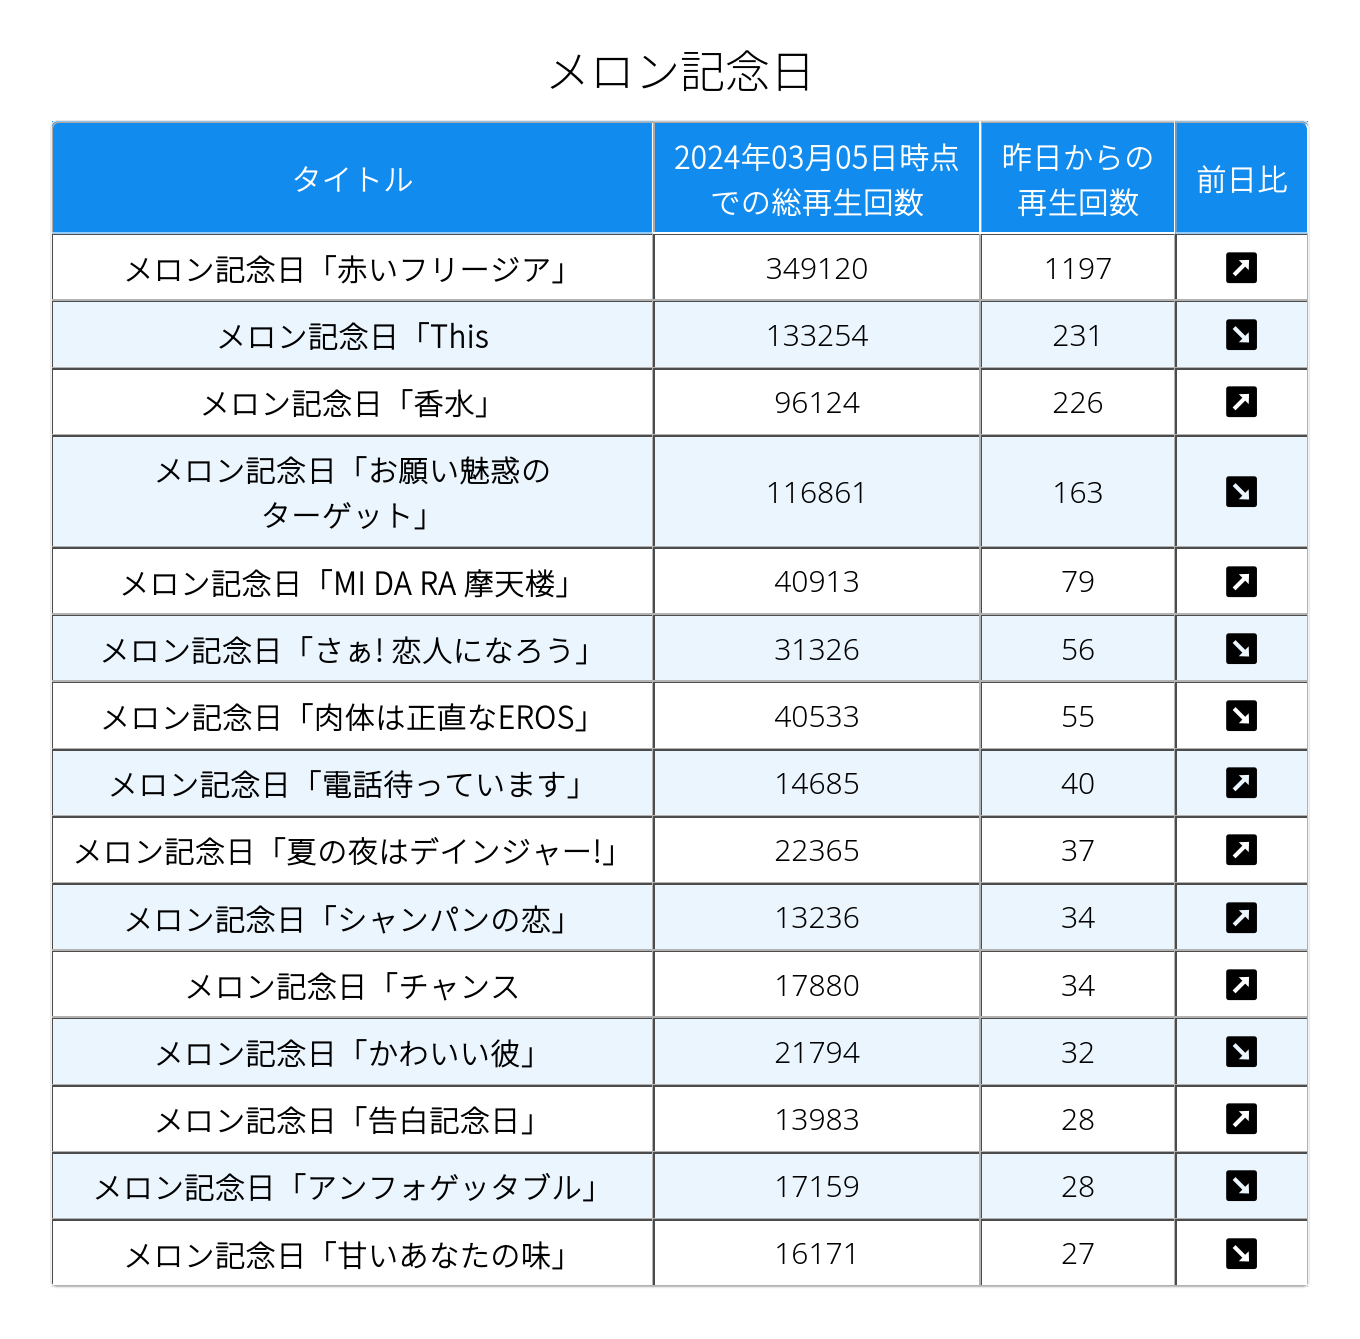 メロン記念日
タイトル
2024年03月05日時点
での総再生回数
昨日からの
再生回数
前日比
メロン記念日「赤いフリージア」 349120 1197
メロン記念日「This 133254 231
メロン記念日「香水」 96124 226
メロン記念日「お願い魅惑の
ターゲット」 116861 163
メロン記念日「MI DA RA 摩天楼」 40913 79
メロン記念日「さぁ! 恋人になろう」 31326 56
メロン記念日「肉体は正直なEROS」 40533 55
メロン記念日「電話待っています」 14685 40
メロン記念日「夏の夜はデインジャー!」 22365 37
メロン記念日「シャンパンの恋」 13236 34
メロン記念日「チャンス 17880 34
メロン記念日「かわいい彼」 21794 32
メロン記念日「告白記念日」 13983 28
メロン記念日「アンフォゲッタブル」 17159 28
メロン記念日「甘いあなたの味」 16171 27